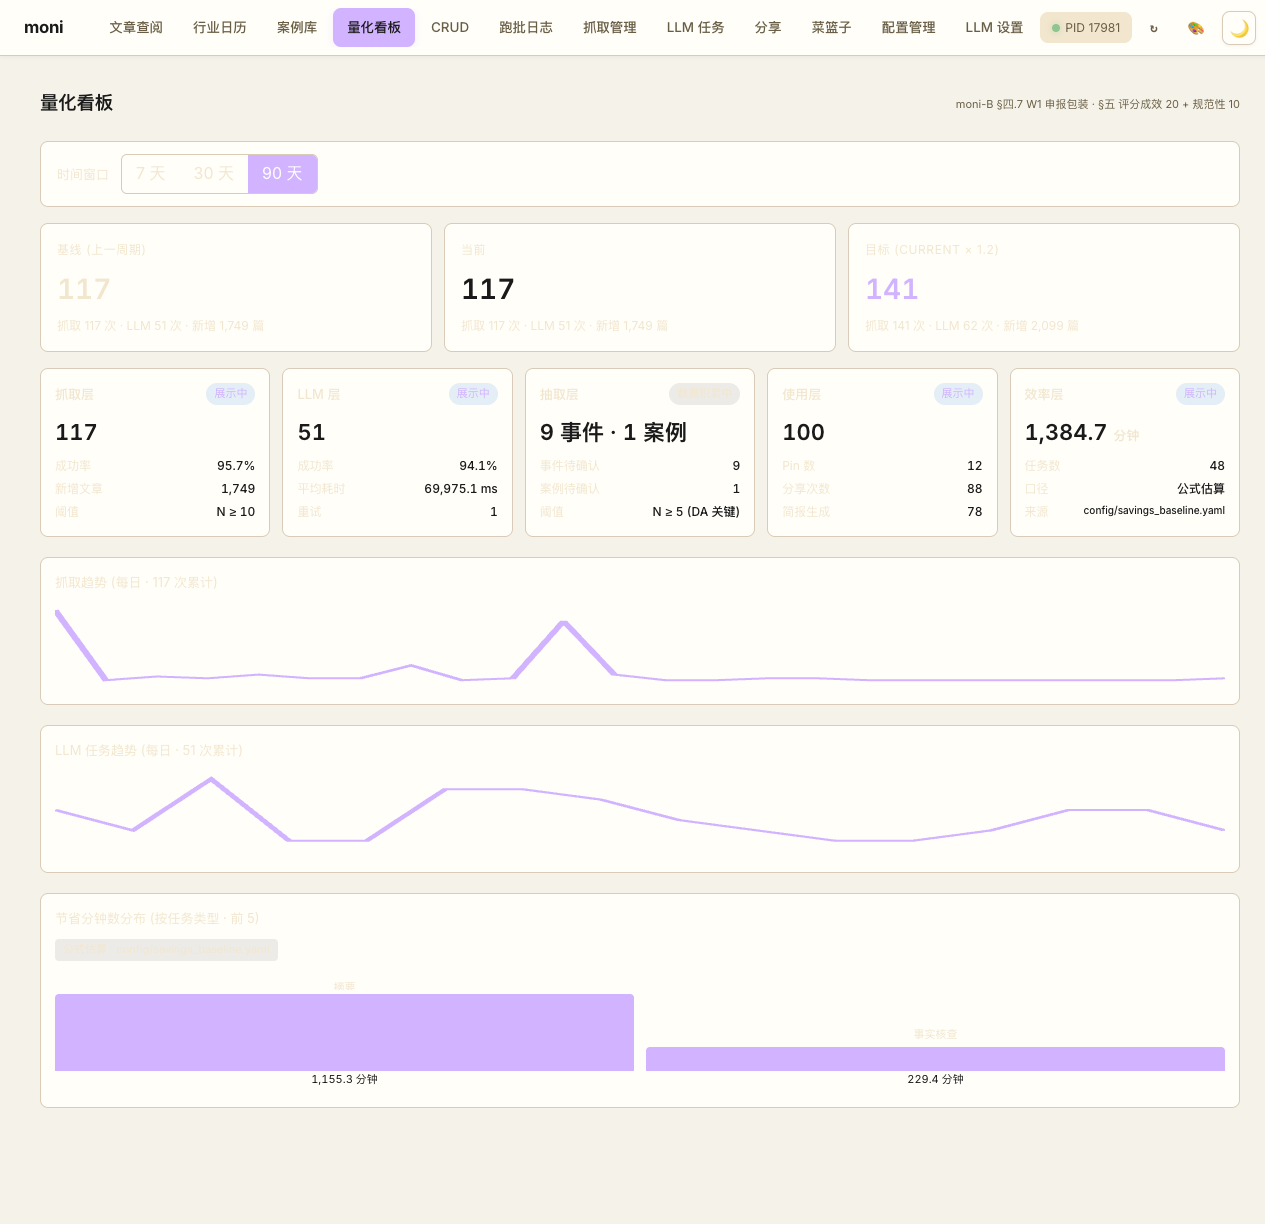 moni 文章查阅 行业日历 案例库 量化看板 CRUD 跑批日志 抓取管理 LLM 任务 分享 菜篮子 配置管理 LLM 设置 PID 17981
量化看板
moni-B §四.7 W1 申报包装 · §五 评分成效 20 + 规范性 10
时间窗口 7 天 30 天 90 天
基线 (上一周期)
117
抓取 117 次 · LLM 51 次 · 新增 1,749 篇
当前
117
抓取 117 次 · LLM 51 次 · 新增 1,749 篇
目标 (CURRENT × 1.2)
141
抓取 141 次 · LLM 62 次 · 新增 2,099 篇
抓取层 展示中
117
成功率 95.7%
新增文章 1,749
阈值 N ≥ 10
LLM 层 展示中
51
成功率 94.1%
平均耗时 69,975.1 ms
重试 1
抽取层
9 事件 · 1 案例
事件待确认 9
案例待确认 1
阈值 N ≥ 5 (DA 关键)
使用层 展示中
100
Pin 数 12
分享次数 88
简报生成 78
效率层 展示中
1,384.7 分钟
任务数 48
口径 公式估算
来源 config/savings_baseline.yaml
抓取趋势 (每日 · 117 次累计)
LLM 任务趋势 (每日 · 51 次累计)
节省分钟数分布 (按任务类型 · 前 5)
摘要
1,155.3 分钟
事实核查
229.4 分钟